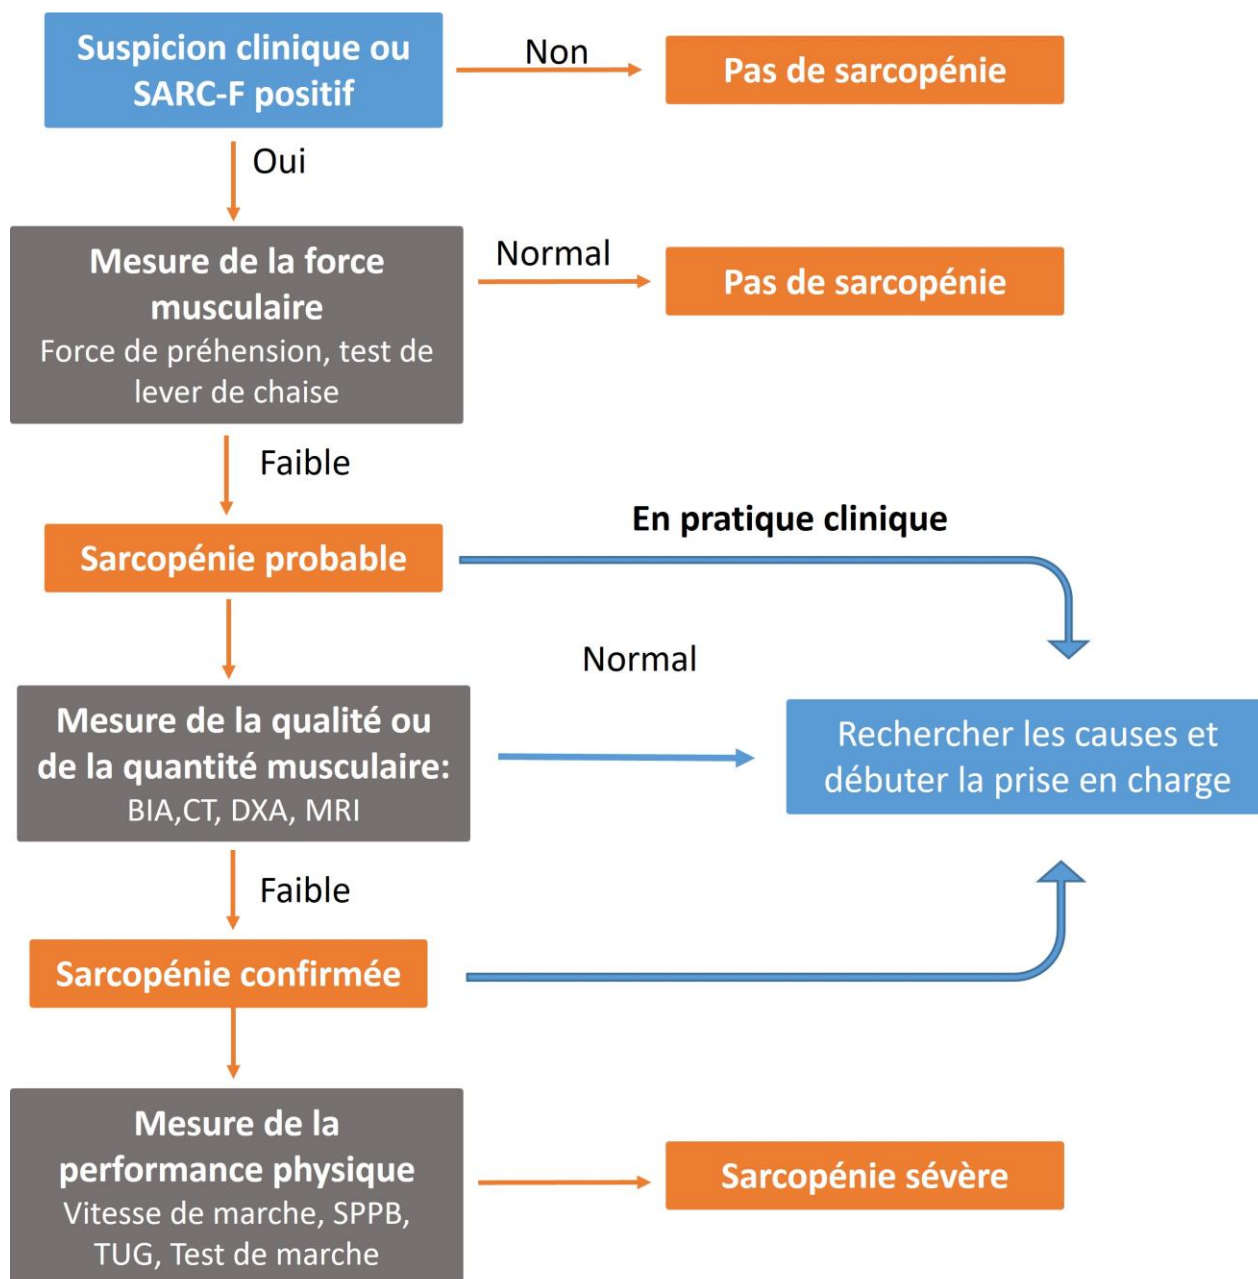 Suspicion clinique ou
SARC-F positif
Non
Pas de sarcopénie
Oui
Mesure de la force
musculaire
Force de préhension, test de
lever de chaise
Normal
Pas de sarcopénie
Faible
Sarcopénie probable
En pratique clinique
Normal
Mesure de la qualité ou
de la quantité musculaire:
BIA,CT, DXA, MRI
Rechercher les causes et
débuter la prise en charge
Faible
Sarcopénie confirmée
Mesure de la
performance physique
Vitesse de marche, SPPB,
TUG, Test de marche
Sarcopénie sévère